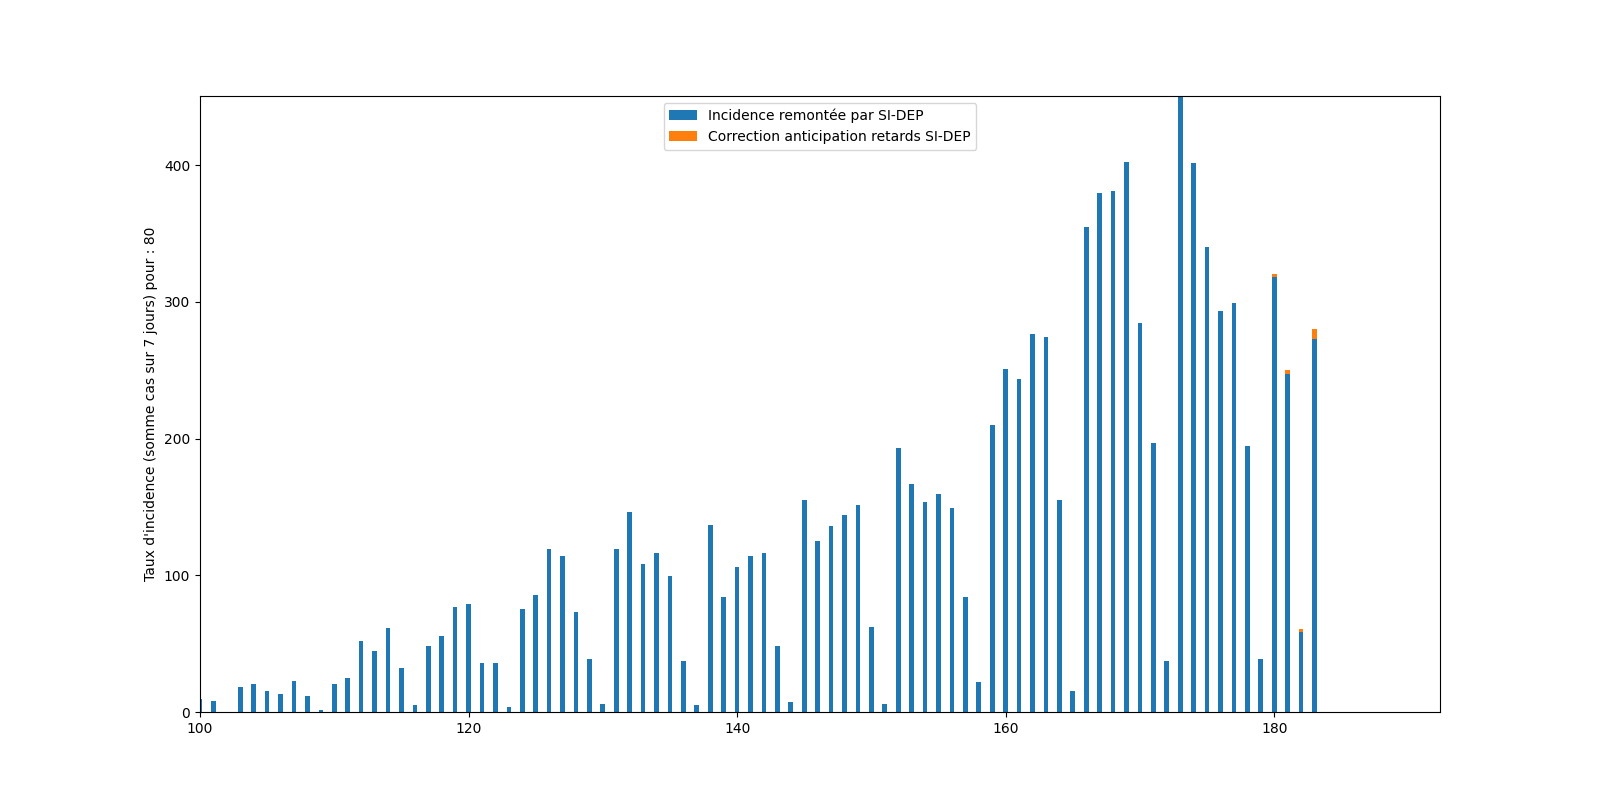 Incidence remontée par SI-DEP
Correction anticipation retards SI-DEP
Taux d'incidence (somme cas sur 7 jours) pour : 80
400
300
200
100
0
100 120 140 160 180